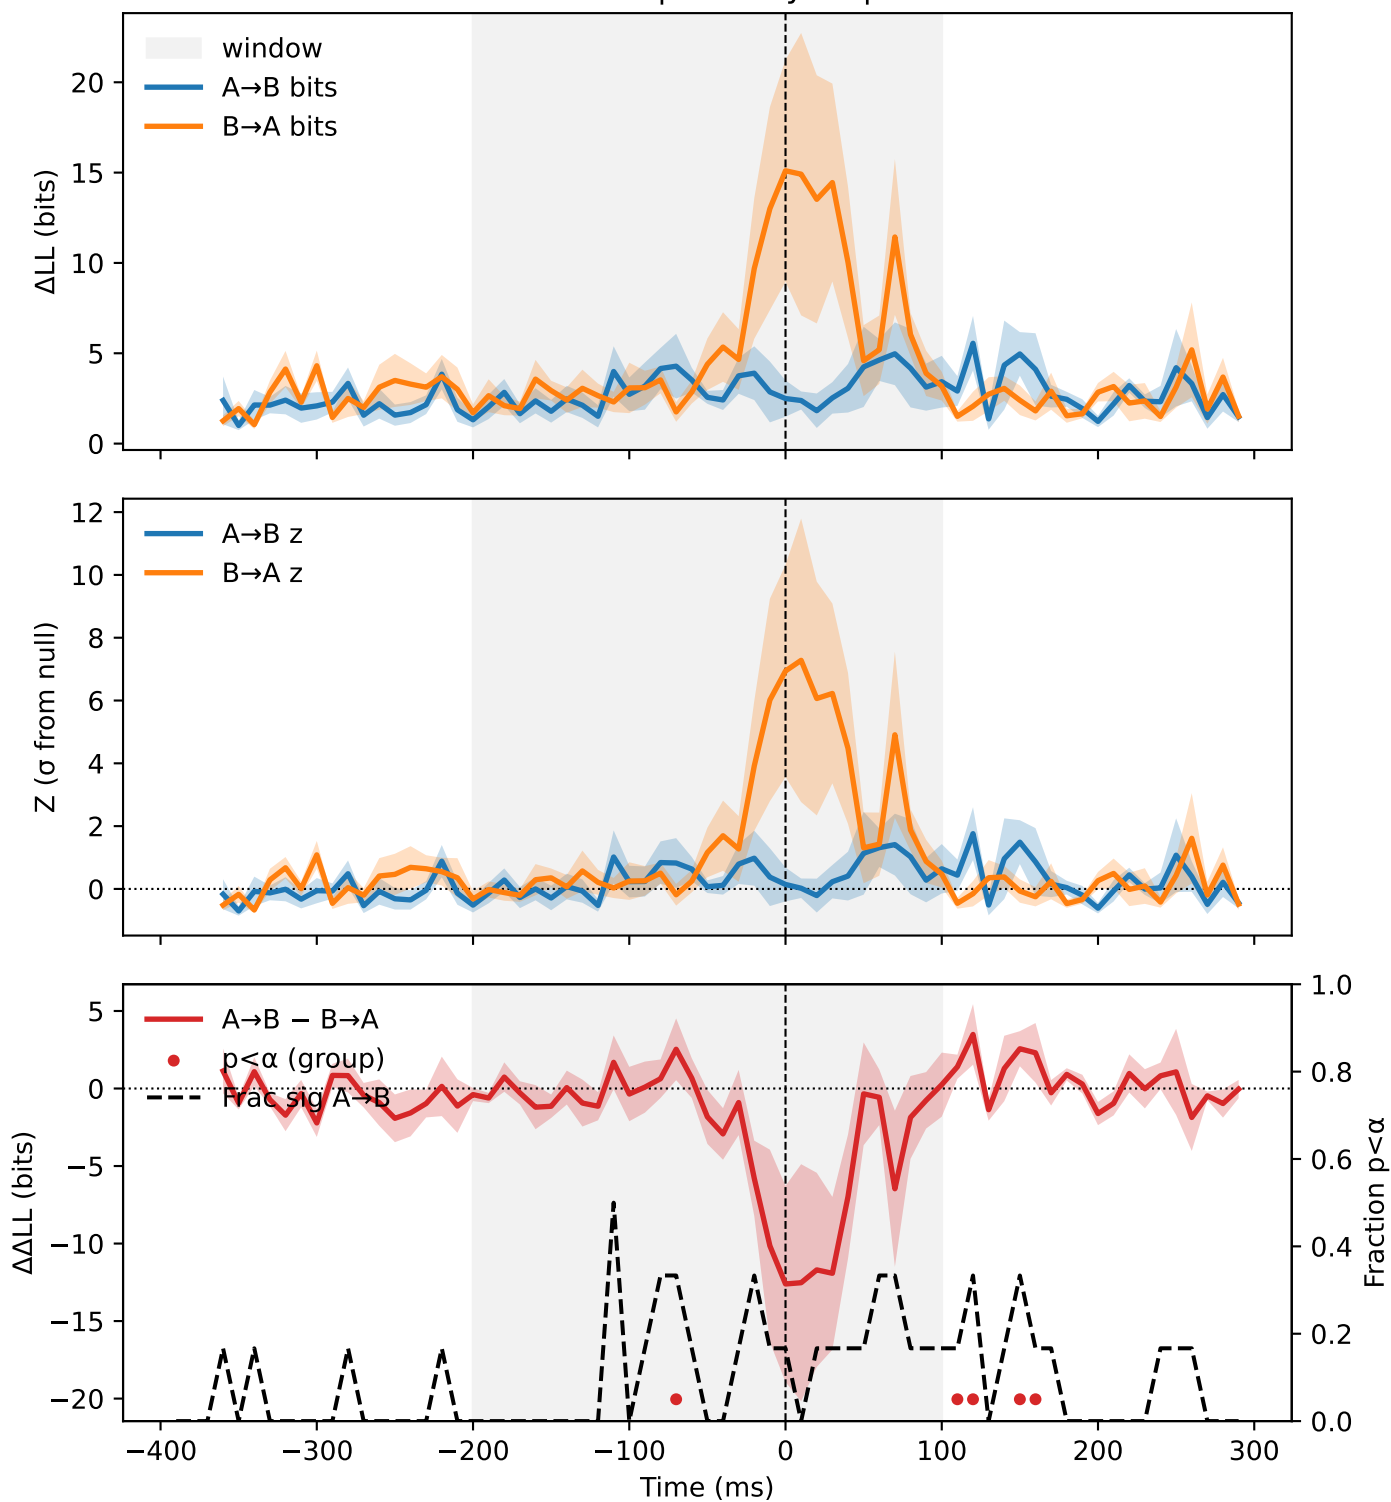 window
A→B bits
B→A bits
ΔLL (bits)
20
15
10
5
0
A→B z
B→A z
Z (σ from null)
12
10
8
6
4
2
0
A→B − B→A
p<α (group)
Frac sig A→B
ΔΔLL (bits)
5
0
−5
−10
−15
−20
1.0
0.8
0.6
0.4
0.2
0.0
Fraction p<α
−400 −300 −200 −100 0 100 200 300
Time (ms)